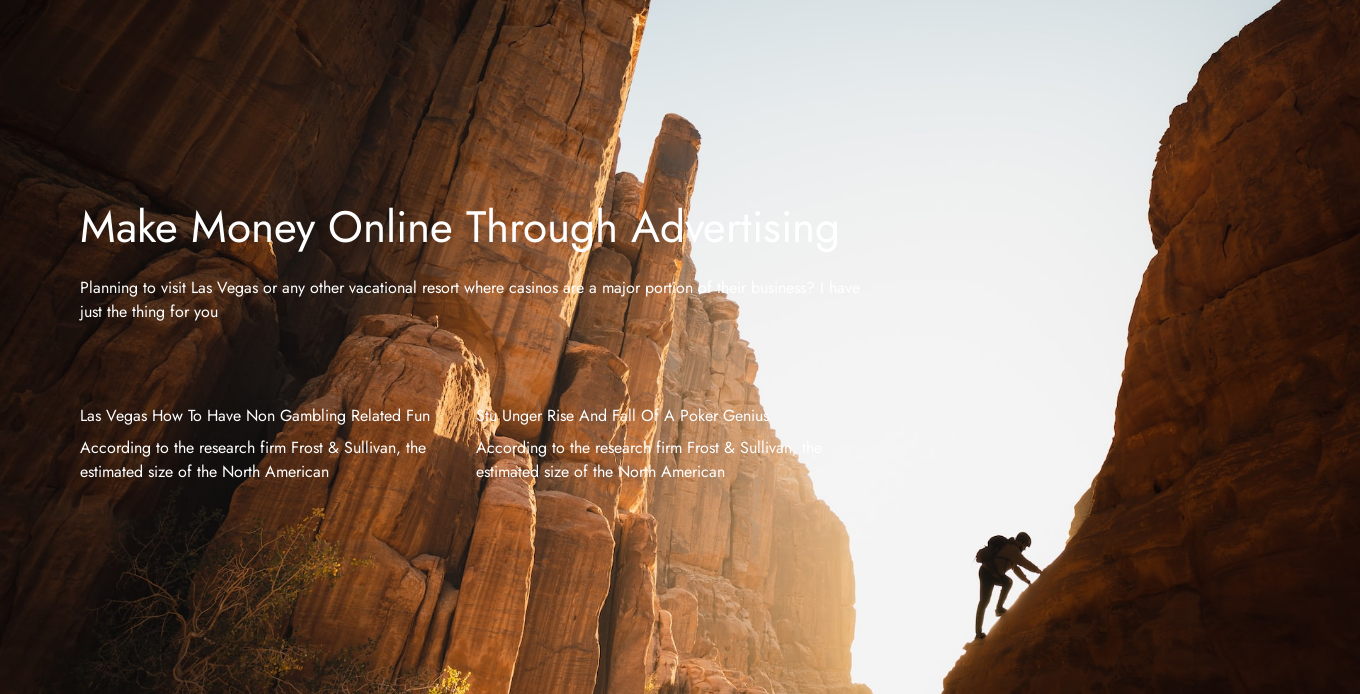 Make Money Online Through Advertising
Planning to visit Las Vegas or any other vacational resort where casinos are a major portion of their business? I have
just the thing for you
Las Vegas How To Have Non Gambling Related Fun
According to the research firm Frost & Sullivan, the
estimated size of the North American
Stu Unger Rise And Fall Of A Poker Genius
According to the research firm Frost & Sullivan, the
estimated size of the North American